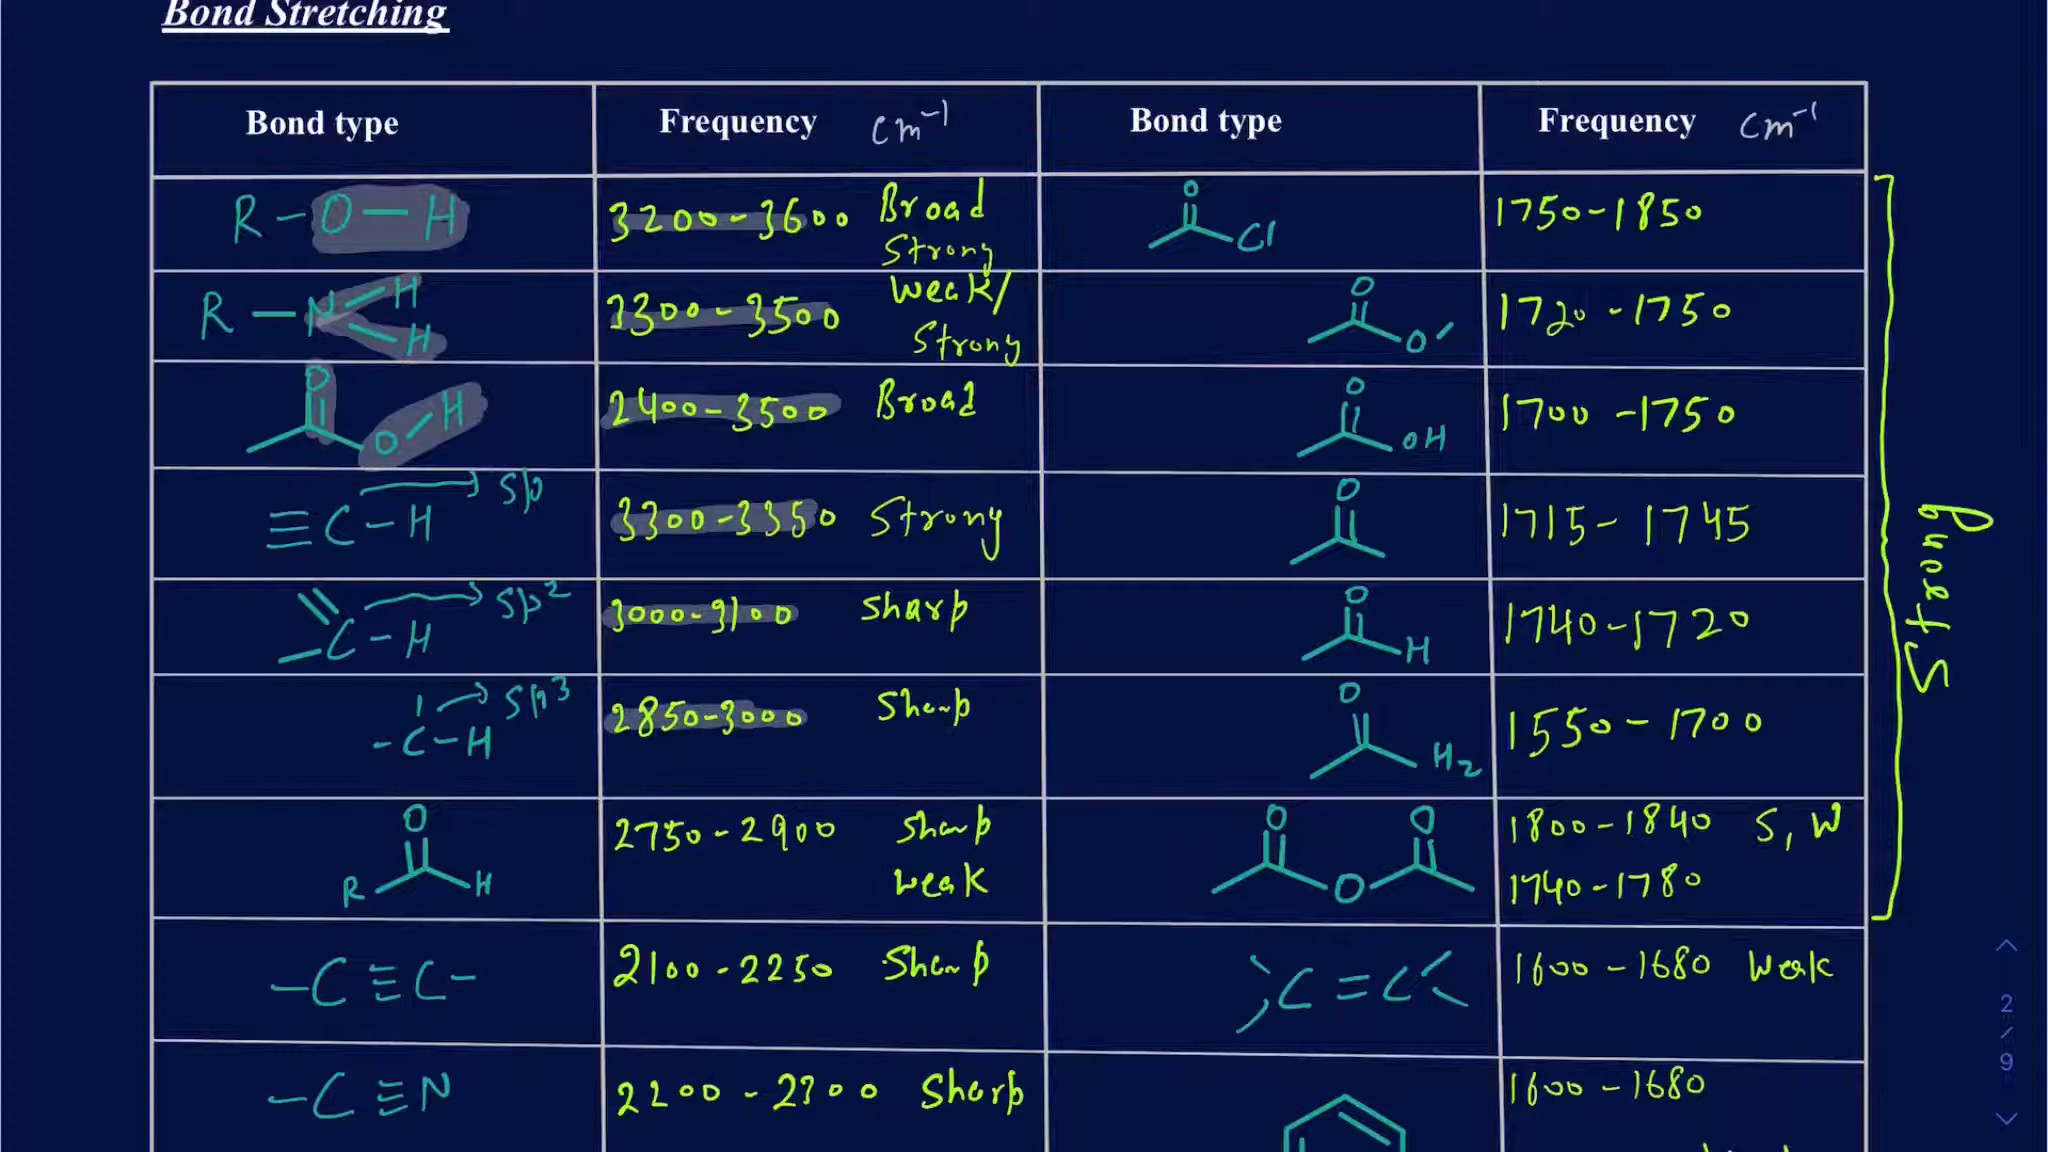 Bond Stretching
Bond type Frequency cm⁻¹ Bond type Frequency cm⁻¹
R-O-H 3200-3600 Broad Strong O Cl 1750-1850
R-N H H 3300-3500 Weak/ Strong O O 1720-1750
O O-H 2400-3500 Broad O OH 1700-1750
≡C-H sp 3300-3350 Strong O 1715-1745
C-H sp² 3000-3100 sharp O H 1740-1720
-C-H sp³ 2850-3000 Sharp O H₂ 1550-1700
O R H 2750-2900 sharp weak O O O 1800-1840 S, W
1740-1780
Strong
-C≡C- 2100-2250 Sharp C=C 1600-1680 Weak
-C≡N 2200-2300 Sharp 1600-1680
2
/
9